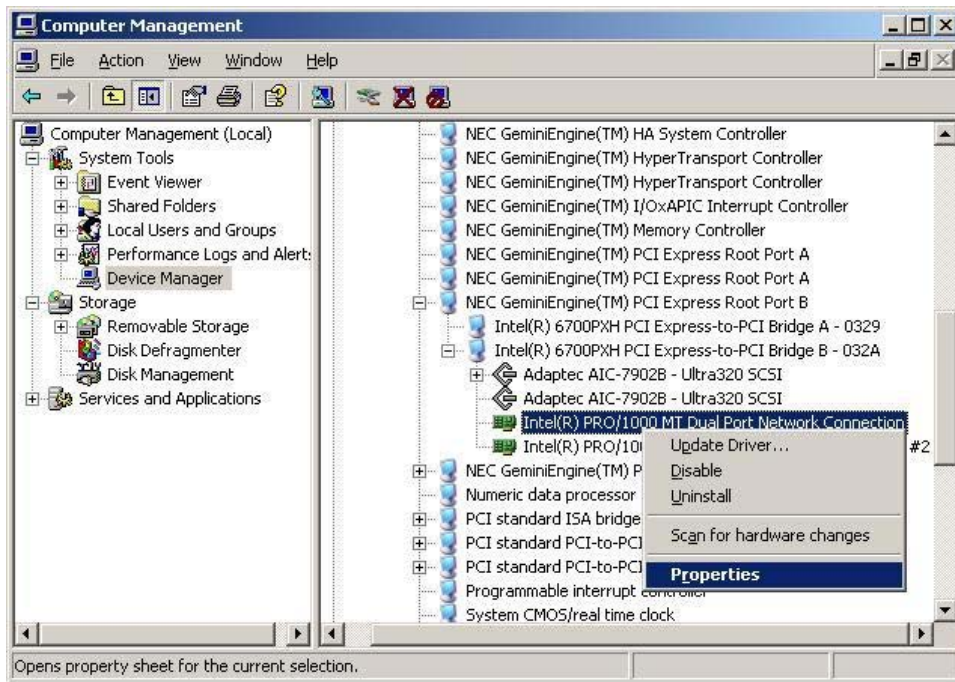 Computer Management
File Action View Window Help
Computer Management (Local)
System Tools
Event Viewer
Shared Folders
Local Users and Groups
Performance Logs and Alert
Device Manager
Storage
Removable Storage
Disk Defragmenter
Disk Management
Services and Applications
NEC GeminiEngine(TM) HA System Controller
NEC GeminiEngine(TM) HyperTransport Controller
NEC GeminiEngine(TM) HyperTransport Controller
NEC GeminiEngine(TM) I/OxAPIC Interrupt Controller
NEC GeminiEngine(TM) Memory Controller
NEC GeminiEngine(TM) PCI Express Root Port A
NEC GeminiEngine(TM) PCI Express Root Port A
NEC GeminiEngine(TM) PCI Express Root Port B
Intel(R) 6700PXH PCI Express-to-PCI Bridge A - 0329
Intel(R) 6700PXH PCI Express-to-PCI Bridge B - 032A
Adaptec AIC-7902B - Ultra320 SCSI
Adaptec AIC-7902B - Ultra320 SCSI
Intel(R) PRO/1000 MT Dual Port Network Connection
Intel(R) PRO/10 #2
NEC GeminiEngine(TM) P
Numeric data processor
PCI standard ISA bridge
PCI standard PCI-to-PC
PCI standard PCI-to-PC
Programmable interrupt controller
System CMOS/real time clock
Update Driver...
Disable
Uninstall
Scan for hardware changes
Properties
Opens property sheet for the current selection.